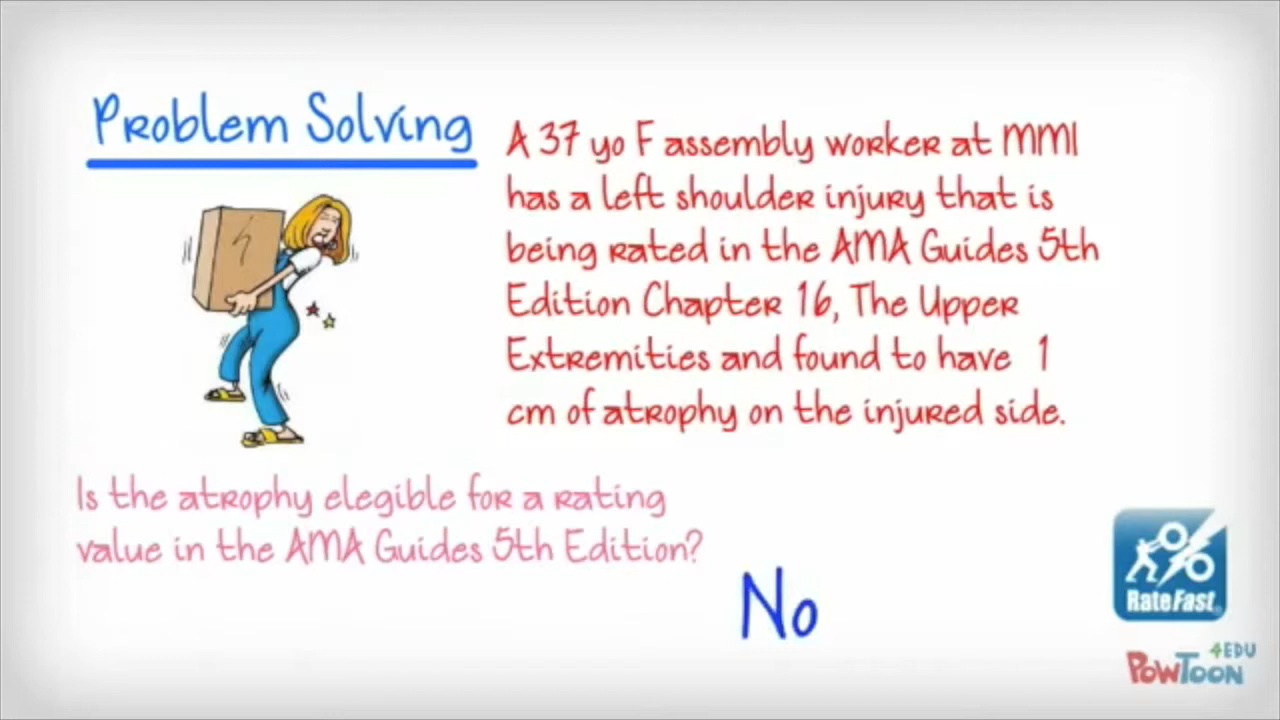 Problem Solving
A 37 yo F assembly worker at MMI
has a left shoulder injury that is
being rated in the AMA Guides 5th
Edition Chapter 16, The Upper
Extremities and found to have 1
cm of atrophy on the injured side.
Is the atrophy elegible for a rating
value in the AMA Guides 5th Edition?
No
RateFast
4EDU
POWTOON